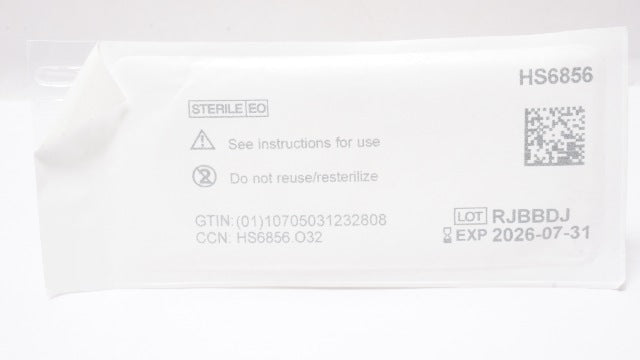 HS6856
STERILE EO
See instructions for use
Do not reuse/resterilize
GTIN: (01)10705031232808
CCN: HS6856.O32
LOT RJBBDJ
EXP 2026-07-31